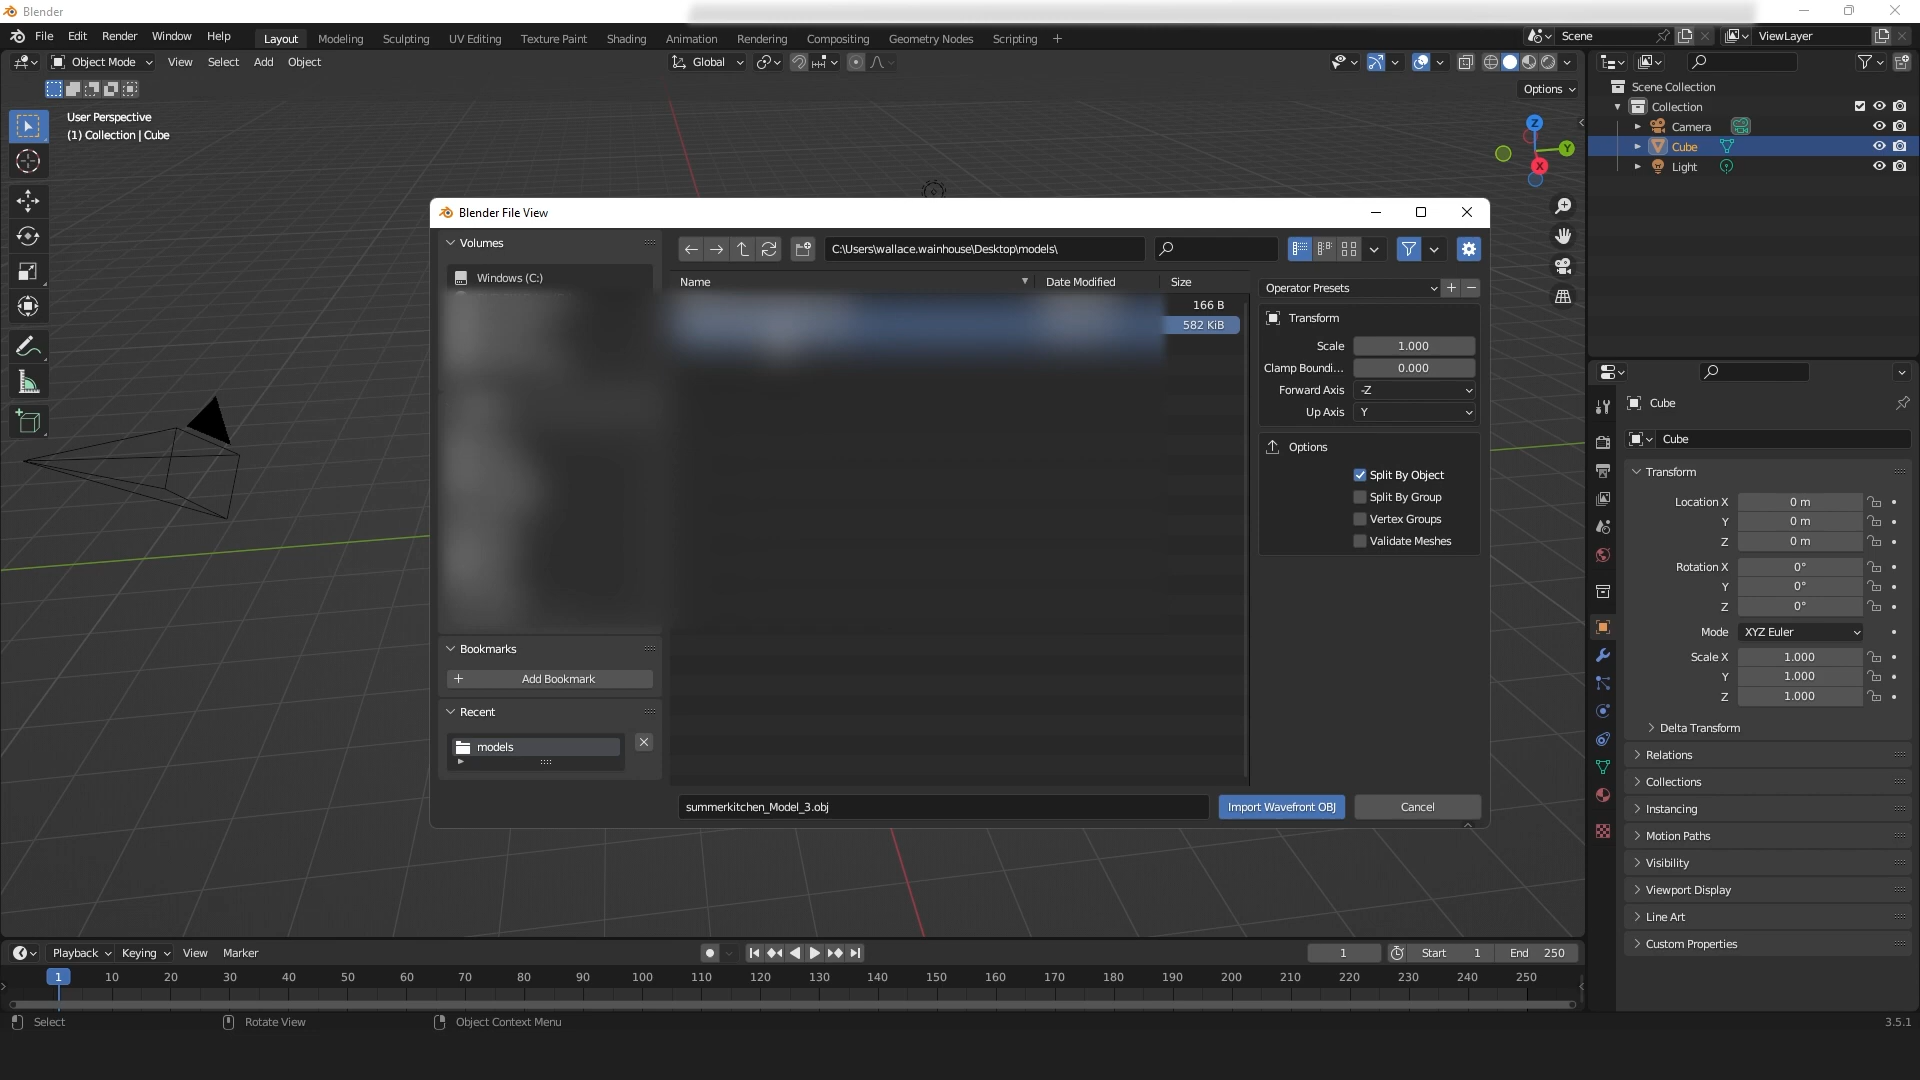 Blender
File Edit Render Window Help Layout Modeling Sculpting UV Editing Texture Paint Shading Animation Rendering Compositing Geometry Nodes Scripting + Scene ViewLayer
Object Mode View Select Add Object Global
Options
User Perspective
(1) Collection | Cube
Z
Y
X
Scene Collection
Collection
Camera
Cube
Light
Blender File View
Volumes
Windows (C:)
C:\Users\wallace.wainhouse\Desktop\models\
Name Date Modified Size
166 B
582 KiB
Operator Presets
Transform
Scale 1.000
Clamp Boundi... 0.000
Forward Axis -Z
Up Axis Y
Options
Split By Object
Split By Group
Vertex Groups
Validate Meshes
Bookmarks
Add Bookmark
Recent
models
summerkitchen_Model_3.obj Import Wavefront OBJ Cancel
Cube
Cube
Transform
Location X 0 m
Y 0 m
Z 0 m
Rotation X 0°
Y 0°
Z 0°
Mode XYZ Euler
Scale X 1.000
Y 1.000
Z 1.000
Delta Transform
Relations
Collections
Instancing
Motion Paths
Visibility
Viewport Display
Line Art
Custom Properties
Playback Keying View Marker 1 Start 1 End 250
1 10 20 30 40 50 60 70 80 90 100 110 120 130 140 150 160 170 180 190 200 210 220 230 240 250
Select Rotate View Object Context Menu 3.5.1